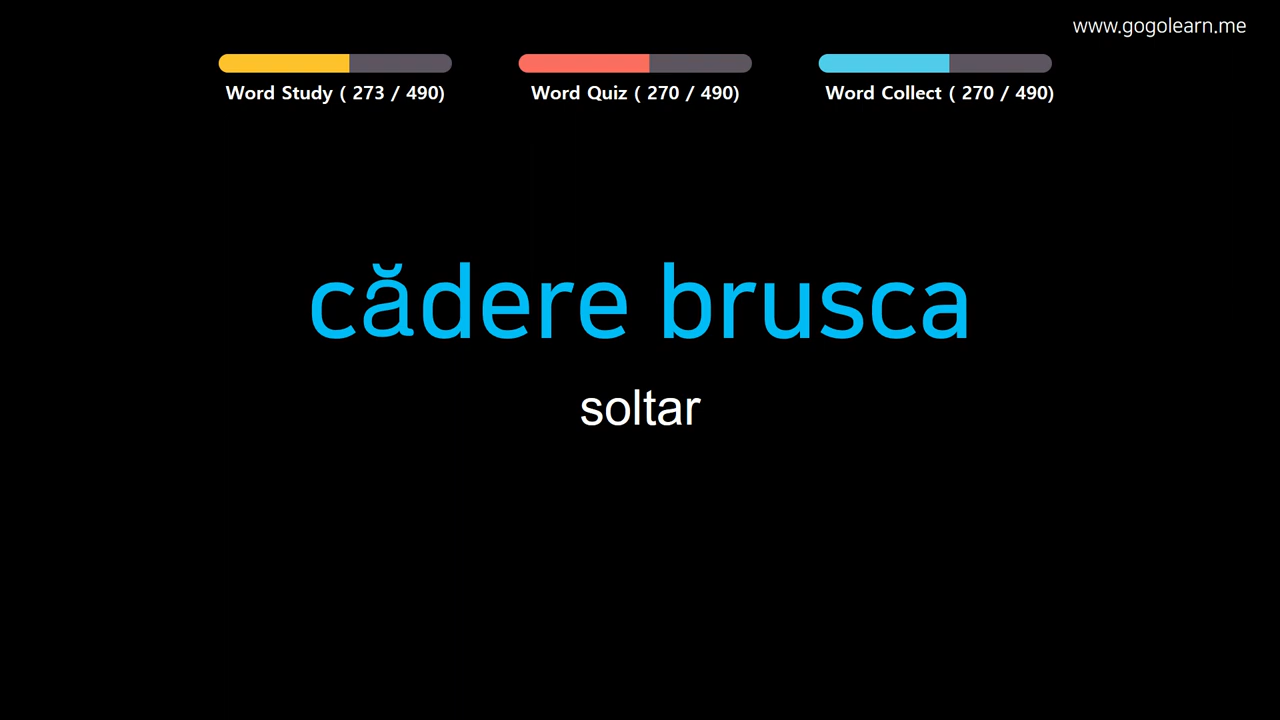 www.gogolearn.me
Word Study ( 273 / 490)
Word Quiz ( 270 / 490)
Word Collect ( 270 / 490)
cădere brusca
soltar